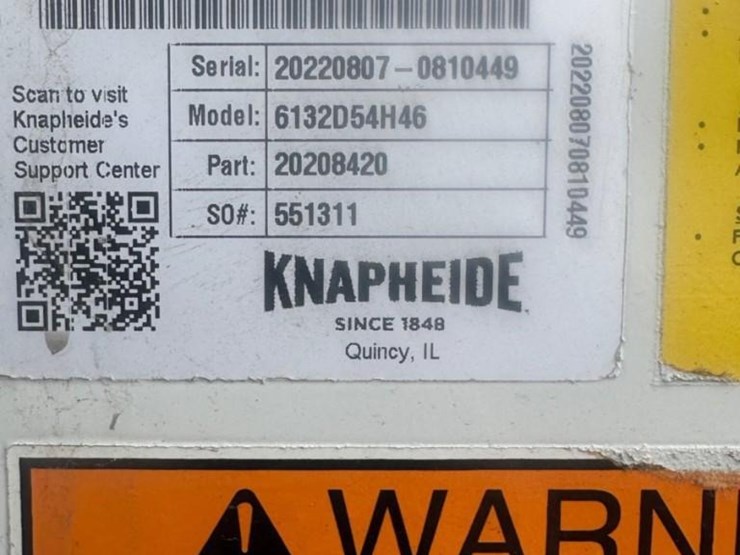 Scan to visit
Knapheide's
Customer
Support Center
Serial: 20220807-0810449
Model: 6132D54H46
Part: 20208420
SO#: 551311
202208070810449
KNAPHEIDE
SINCE 1848
Quincy, IL
WARN